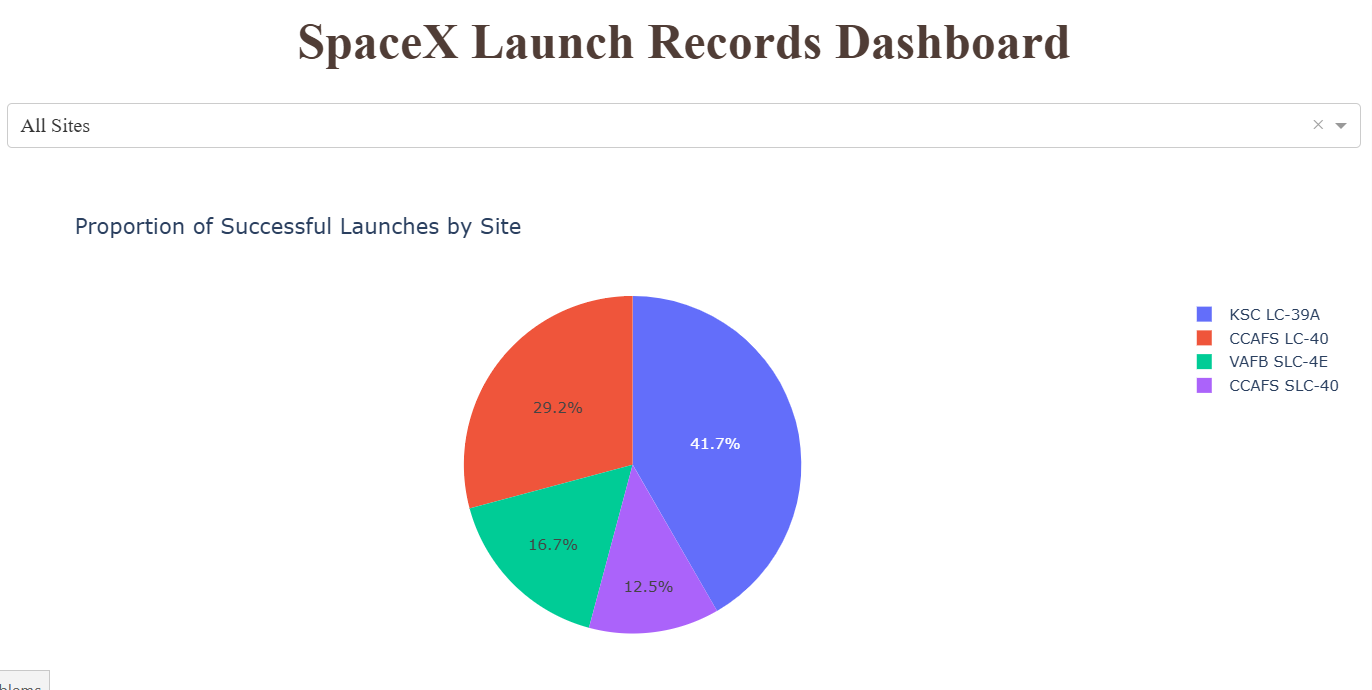 SpaceX Launch Records Dashboard
All Sites
Proportion of Successful Launches by Site
KSC LC-39A
CCAFS LC-40
VAFB SLC-4E
CCAFS SLC-40
29.2%
41.7%
16.7%
12.5%